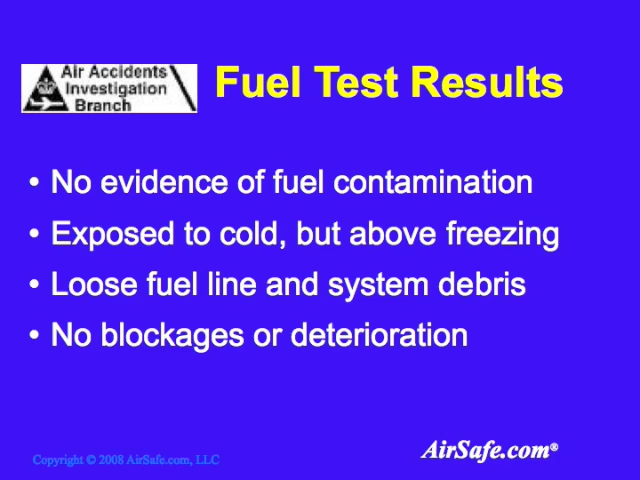 Air Accidents
Investigation
Branch
Fuel Test Results
• No evidence of fuel contamination
• Exposed to cold, but above freezing
• Loose fuel line and system debris
• No blockages or deterioration
Copyright © 2008 AirSafe.com, LLC
AirSafe.com®